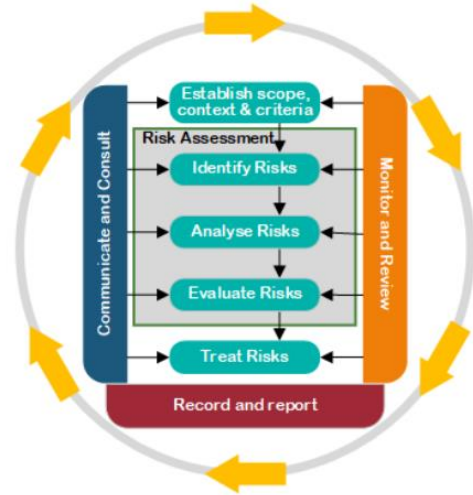 Establish scope,
context & criteria
Risk Assessment
Identify Risks
Analyse Risks
Evaluate Risks
Treat Risks
Communicate and Consult
Monitor and Review
Record and report